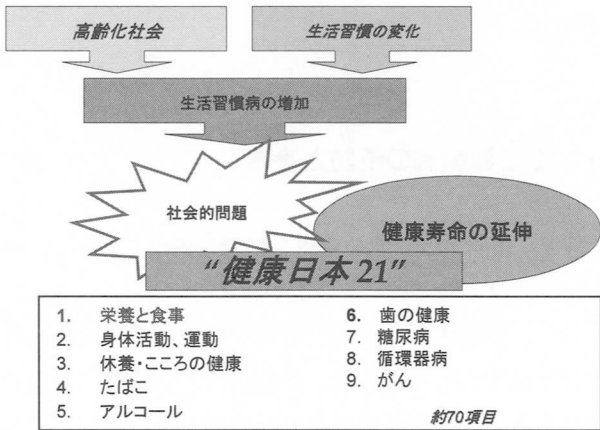 高齢化社会
生活習慣の変化
生活習慣病の増加
社会的問題
健康寿命の延伸
“健康日本21”
1. 栄養と食事
2. 身体活動、運動
3. 休養・こころの健康
4. たばこ
5. アルコール
6. 歯の健康
7. 糖尿病
8. 循環器病
9. がん
約70項目